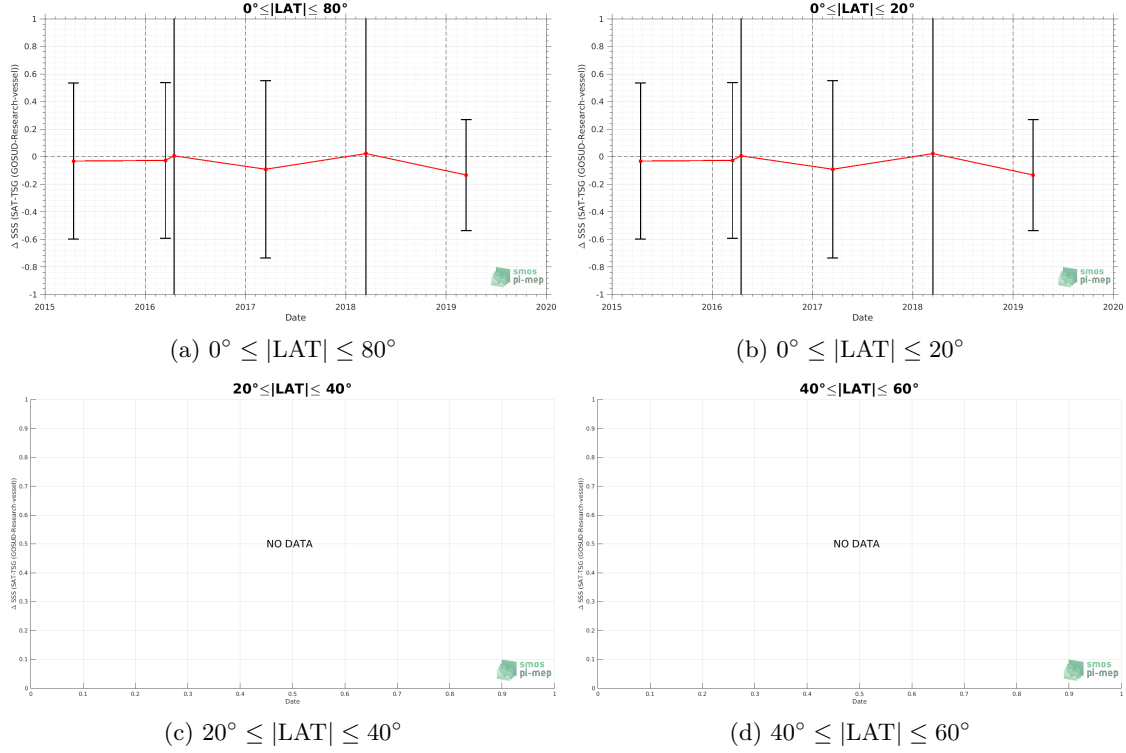 0°≤|LAT|≤ 80°
1
0.8
0.6
0.4
0.2
0
-0.2
-0.4
-0.6
-0.8
-1
Δ SSS (SAT-TSG (GOSUD-Research-vessel))
2015 2016 2017 2018 2019 2020
Date
smos
pi-mep
(a) 0° ≤ |LAT| ≤ 80°
0°≤|LAT|≤ 20°
1
0.8
0.6
0.4
0.2
0
-0.2
-0.4
-0.6
-0.8
-1
Δ SSS (SAT-TSG (GOSUD-Research-vessel))
2015 2016 2017 2018 2019 2020
Date
smos
pi-mep
(b) 0° ≤ |LAT| ≤ 20°
20°≤|LAT|≤ 40°
1
0.9
0.8
0.7
0.6
0.5
0.4
0.3
0.2
0.1
0
Δ SSS (SAT-TSG (GOSUD-Research-vessel))
NO DATA
0 0.1 0.2 0.3 0.4 0.5 0.6 0.7 0.8 0.9 1
Date
smos
pi-mep
(c) 20° ≤ |LAT| ≤ 40°
40°≤|LAT|≤ 60°
1
0.9
0.8
0.7
0.6
0.5
0.4
0.3
0.2
0.1
0
Δ SSS (SAT-TSG (GOSUD-Research-vessel))
NO DATA
0 0.1 0.2 0.3 0.4 0.5 0.6 0.7 0.8 0.9 1
Date
smos
pi-mep
(d) 40° ≤ |LAT| ≤ 60°